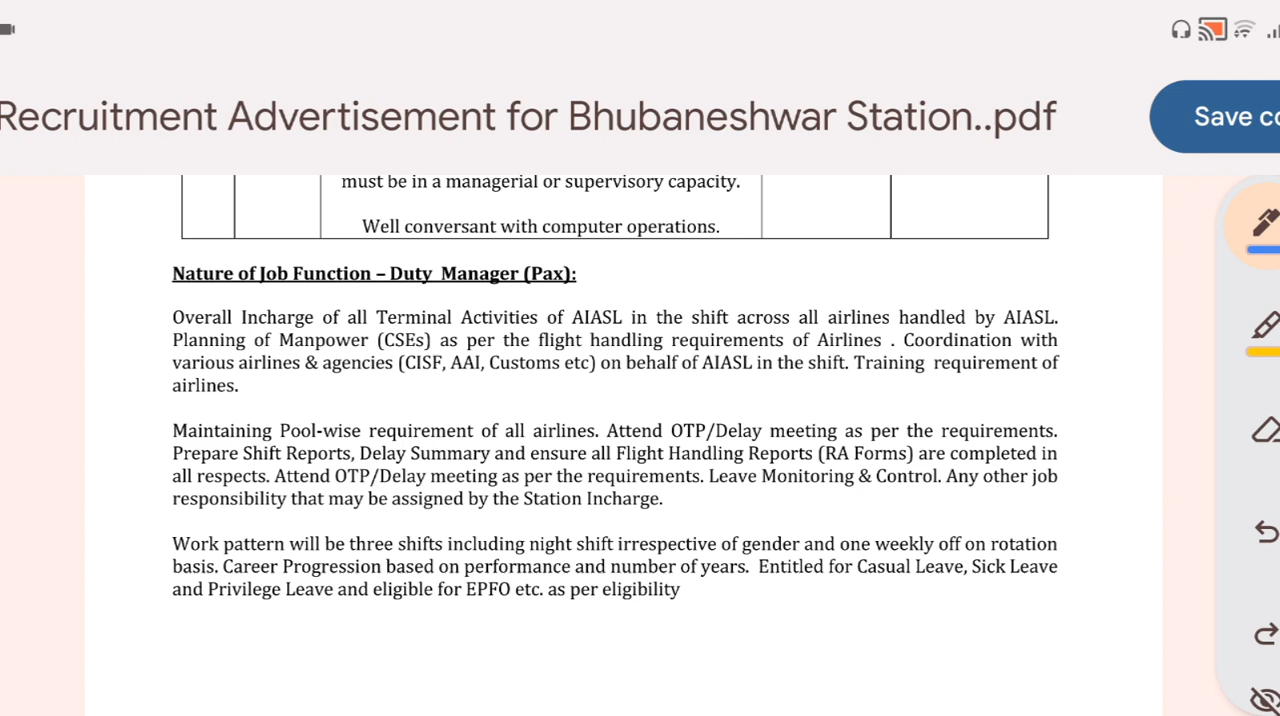 Recruitment Advertisement for Bhubaneshwar Station..pdf
Save co
must be in a managerial or supervisory capacity.
Well conversant with computer operations.
Nature of Job Function – Duty Manager (Pax):
Overall Incharge of all Terminal Activities of AIASL in the shift across all airlines handled by AIASL.
Planning of Manpower (CSEs) as per the flight handling requirements of Airlines . Coordination with
various airlines & agencies (CISF, AAI, Customs etc) on behalf of AIASL in the shift. Training requirement of
airlines.
Maintaining Pool-wise requirement of all airlines. Attend OTP/Delay meeting as per the requirements.
Prepare Shift Reports, Delay Summary and ensure all Flight Handling Reports (RA Forms) are completed in
all respects. Attend OTP/Delay meeting as per the requirements. Leave Monitoring & Control. Any other job
responsibility that may be assigned by the Station Incharge.
Work pattern will be three shifts including night shift irrespective of gender and one weekly off on rotation
basis. Career Progression based on performance and number of years. Entitled for Casual Leave, Sick Leave
and Privilege Leave and eligible for EPFO etc. as per eligibility